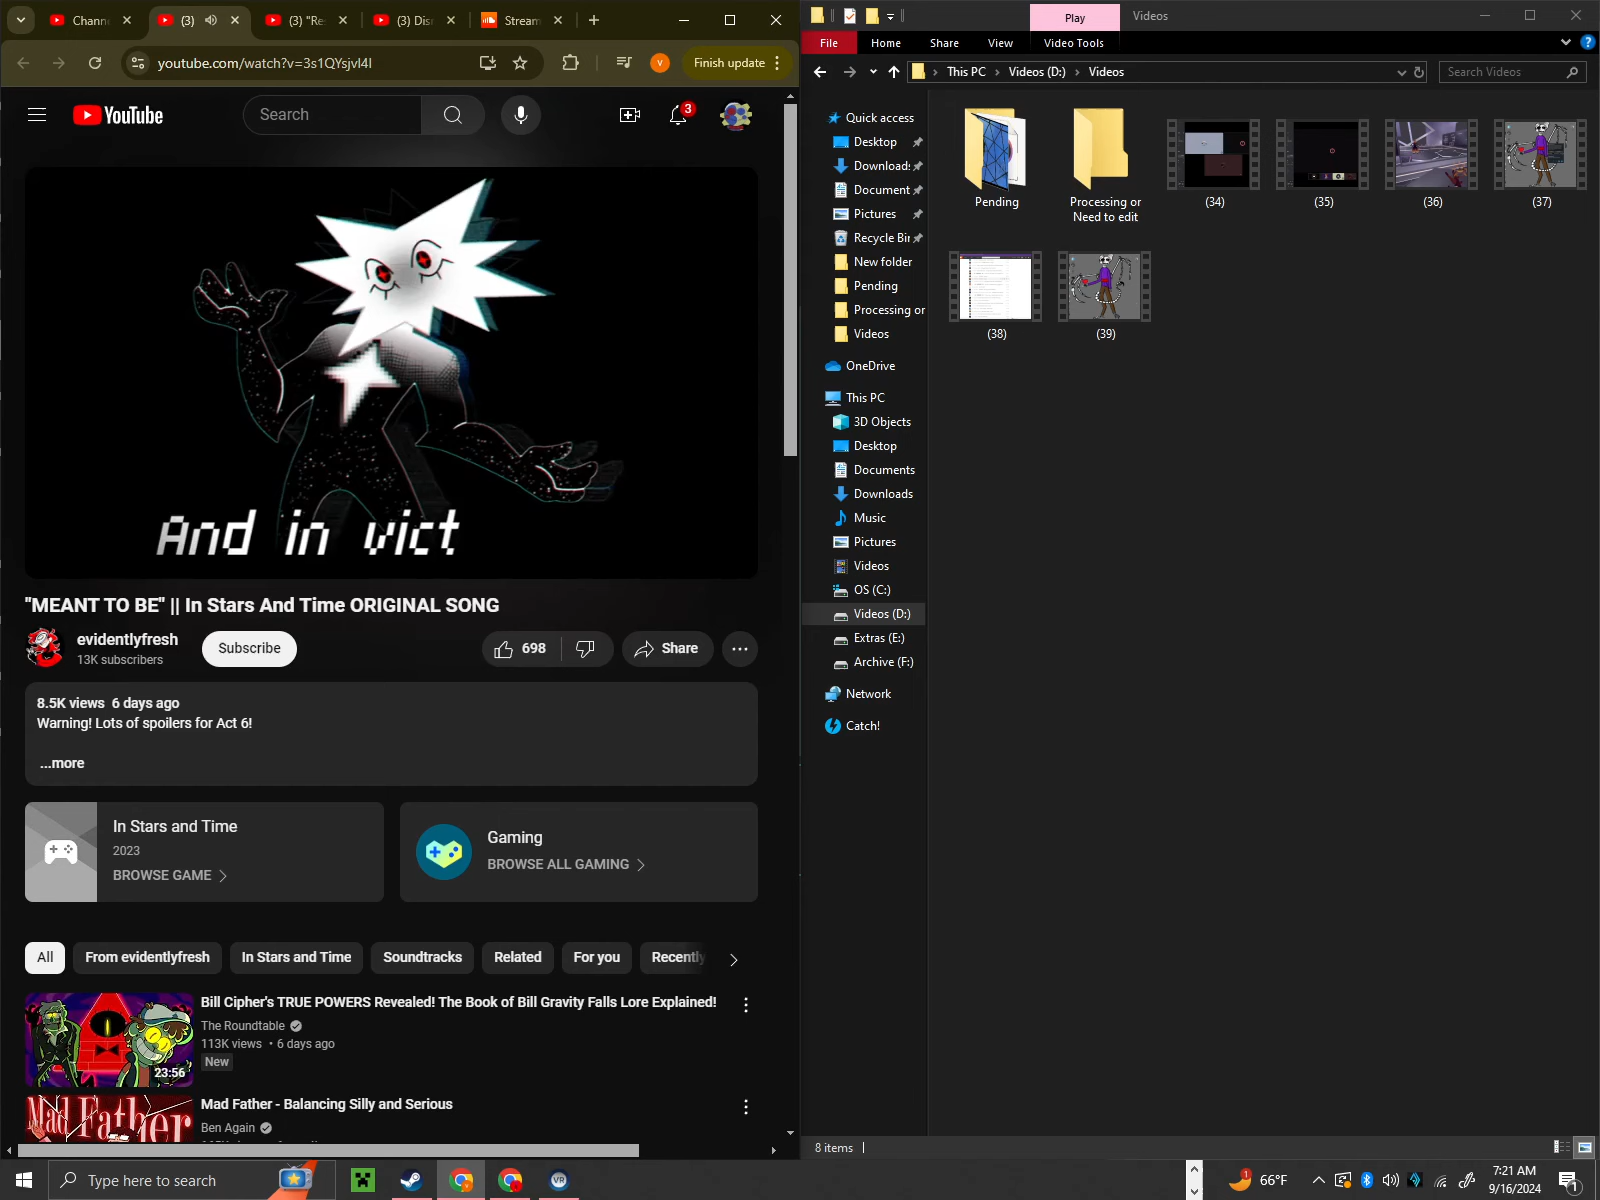 Chann
(3)
(3) "Re
(3) Disr
Stream
youtube.com/watch?v=3s1QYsjvl4I
V
Finish update
YouTube
Search
3
And in vict
"MEANT TO BE" || In Stars And Time ORIGINAL SONG
evidentlyfresh
13K subscribers
Subscribe
698
Share
8.5K views 6 days ago
Warning! Lots of spoilers for Act 6!
...more
In Stars and Time
2023
BROWSE GAME
Gaming
BROWSE ALL GAMING
All
From evidentlyfresh
In Stars and Time
Soundtracks
Related
For you
Recently
Bill Cipher's TRUE POWERS Revealed! The Book of Bill Gravity Falls Lore Explained!
The Roundtable
113K views • 6 days ago
New
23:56
Mad Father
Mad Father - Balancing Silly and Serious
Ben Again
Play
Videos
File
Home
Share
View
Video Tools
This PC
Videos (D:)
Videos
Search Videos
Quick access
Desktop
Download
Document
Pictures
Recycle Bin
New folder
Pending
Processing or
Videos
OneDrive
This PC
3D Objects
Desktop
Documents
Downloads
Music
Pictures
Videos
OS (C:)
Videos (D:)
Extras (E:)
Archive (F:)
Network
Catch!
Pending
Processing or
Need to edit
(34)
(35)
(36)
(37)
(38)
(39)
8 items
Type here to search
VR
1
66°F
7:21 AM
9/16/2024
1